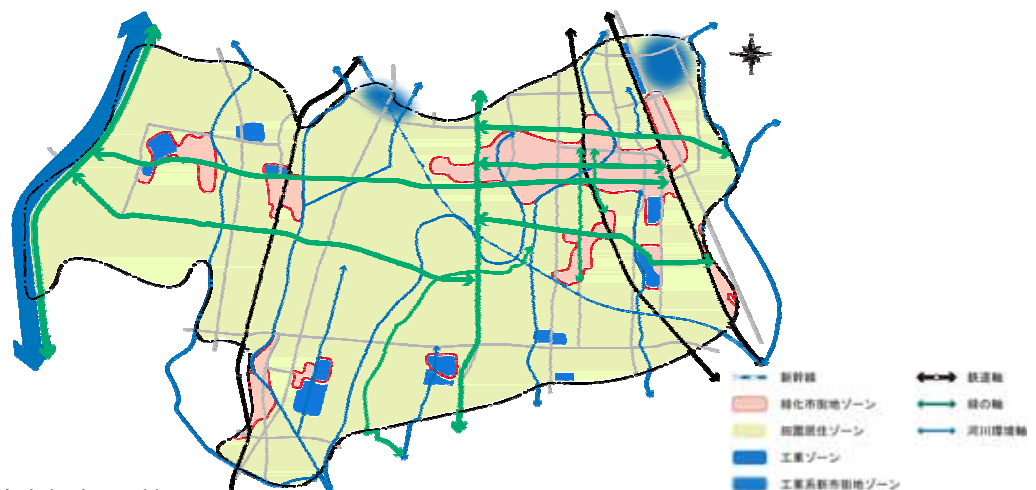 新幹線
鉄道軸
緑化市街地ゾーン
緑の軸
田園居住ゾーン
河川環境軸
工業ゾーン
工業系新市街地ゾーン